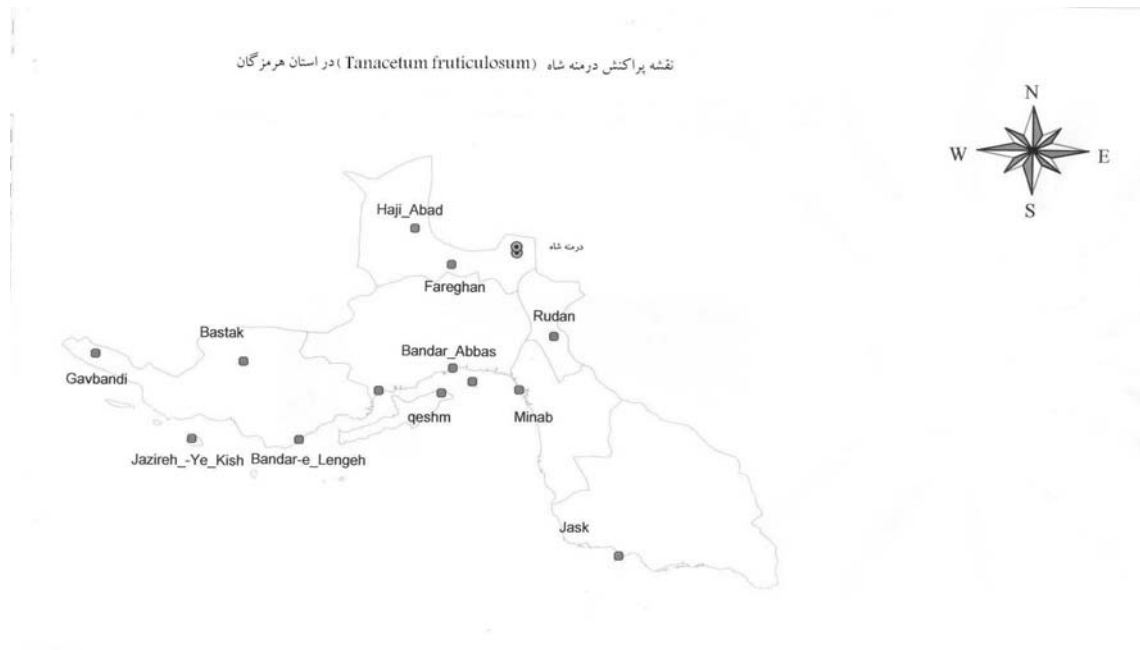 نقشه پراکنش درمنه شاه (Tanacetum fruticulosum) در استان هرمزگان
N
W
E
S
Haji_Abad
درمنه شاه
Fareghan
Rudan
Bastak
Bandar_Abbas
Gavbandi
qeshm
Minab
Jazireh_-Ye_Kish
Bandar-e_Lengeh
Jask